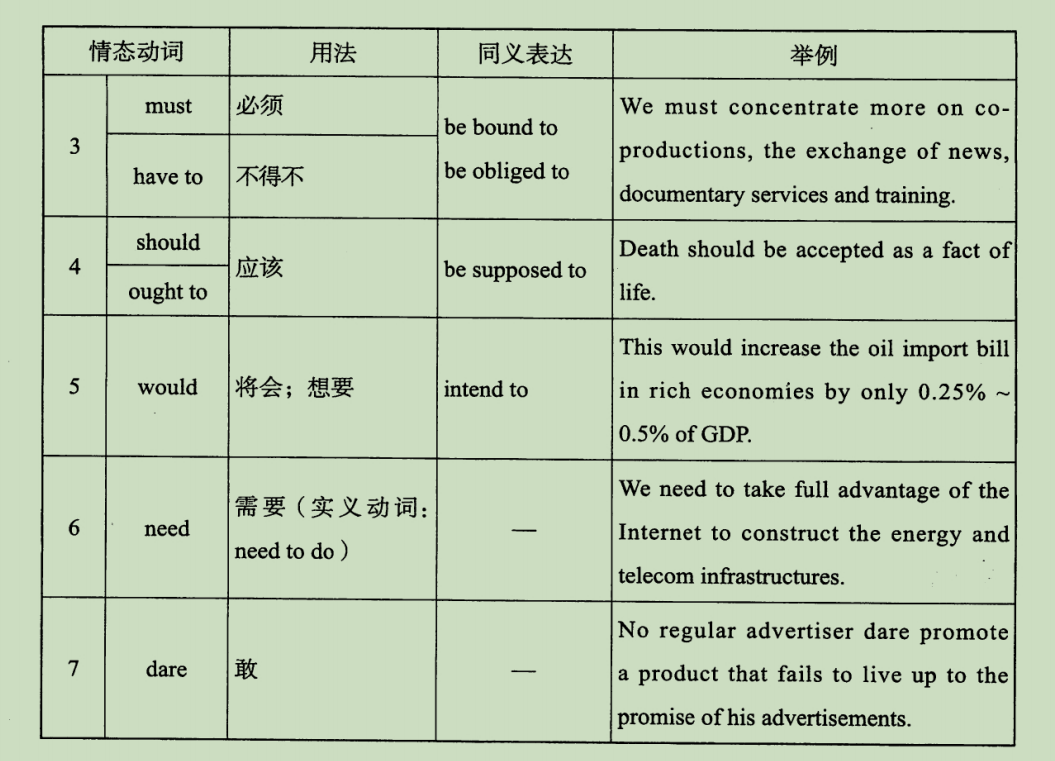 情态动词 用法 同义表达 举例
3
must
必须
have to
不得不
be bound to
be obliged to
We must concentrate more on co-
productions, the exchange of news,
documentary services and training.
4
should
ought to
应该
be supposed to
Death should be accepted as a fact of
life.
5
would
将会；想要
intend to
This would increase the oil import bill
in rich economies by only 0.25% ~
0.5% of GDP.
6
need
需要（实义动词：
need to do）
—
We need to take full advantage of the
Internet to construct the energy and
telecom infrastructures.
7
dare
敢
—
No regular advertiser dare promote
a product that fails to live up to the
promise of his advertisements.